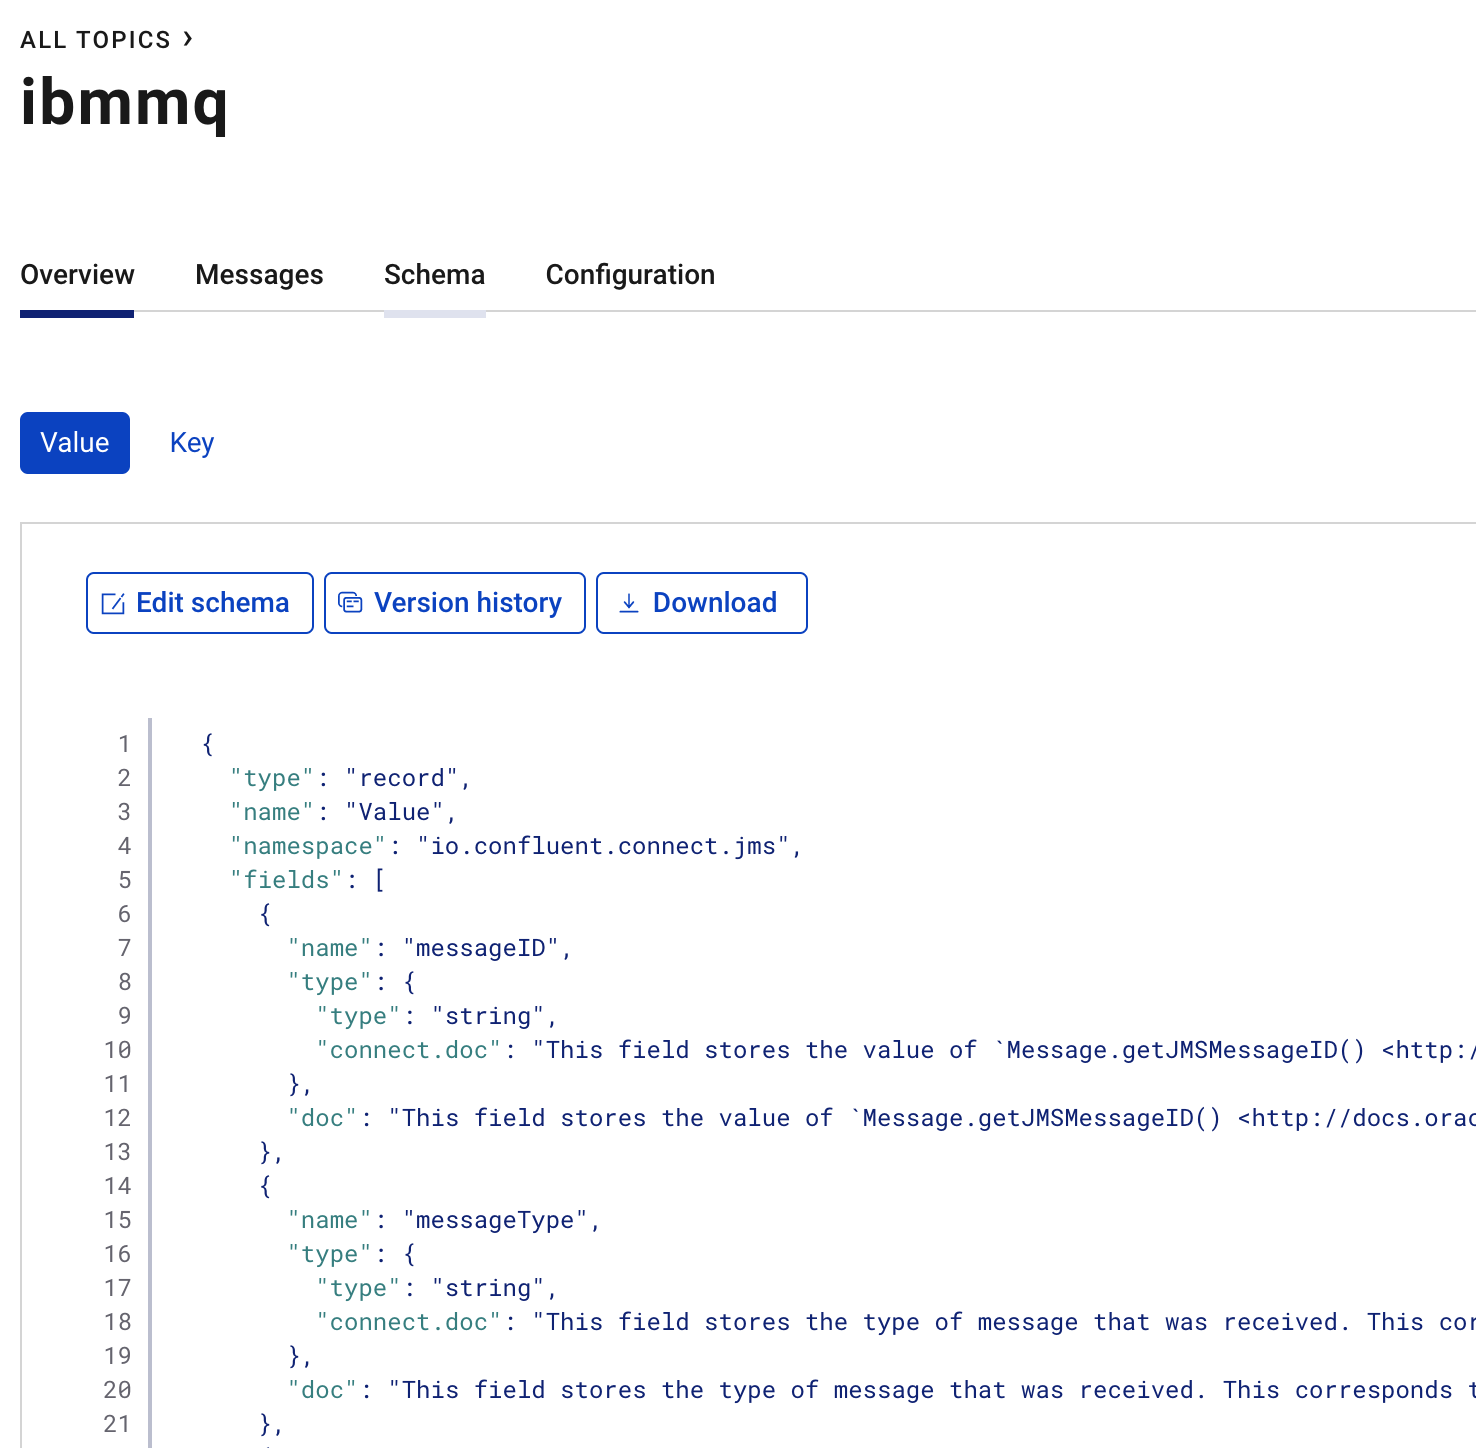 ALL TOPICS ›
ibmmq
Overview Messages Schema Configuration
Value Key
Edit schema Version history Download
1 {
2 "type": "record",
3 "name": "Value",
4 "namespace": "io.confluent.connect.jms",
5 "fields": [
6 {
7 "name": "messageID",
8 "type": {
9 "type": "string",
10 "connect.doc": "This field stores the value of `Message.getJMSMessageID() <http:/
11 },
12 "doc": "This field stores the value of `Message.getJMSMessageID() <http://docs.orac
13 },
14 {
15 "name": "messageType",
16 "type": {
17 "type": "string",
18 "connect.doc": "This field stores the type of message that was received. This cor
19 },
20 "doc": "This field stores the type of message that was received. This corresponds t
21 },